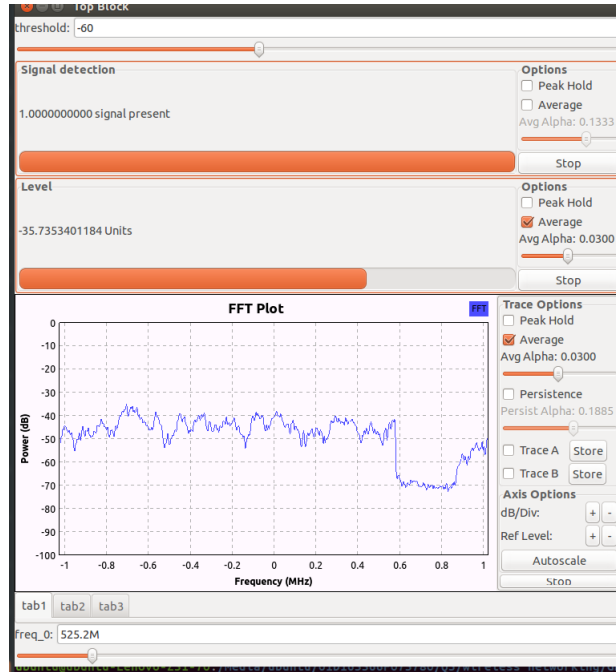 Top Block
threshold: -60
Signal detection
Options
Peak Hold
Average
1.0000000000 signal present
Avg Alpha: 0.1333
Stop
Level
Options
Peak Hold
Average
-35.7353401184 Units
Avg Alpha: 0.0300
Stop
FFT Plot
FFT
Trace Options
Peak Hold
Average
Avg Alpha: 0.0300
Persistence
Persist Alpha: 0.1885
Trace A Store
Trace B Store
Axis Options
dB/Div: + -
Ref Level: + -
Autoscale
Stop
Power (dB)
0
-10
-20
-30
-40
-50
-60
-70
-80
-90
-100
-1 -0.8 -0.6 -0.4 -0.2 0 0.2 0.4 0.6 0.8 1
Frequency (MHz)
tab1 tab2 tab3
freq_0: 525.2M